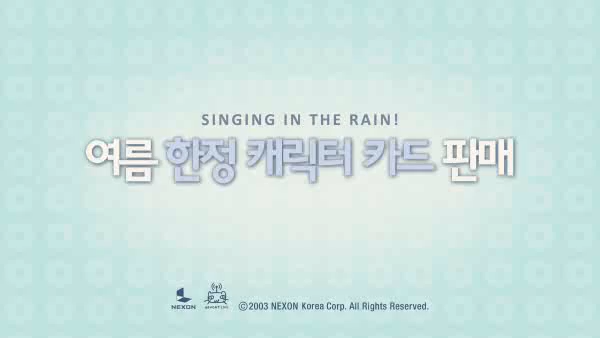 SINGING IN THE RAIN!
여름 한정 캐릭터 카드 판매
NEXON
©2003 NEXON Korea Corp. All Rights Reserved.